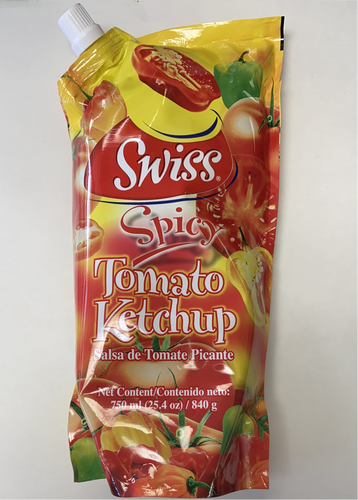 Swiss®
Spicy
Tomato
Ketchup
Salsa de Tomate Picante
Net Content/Contenido neto:
750 ml (25.4 oz) / 840 g